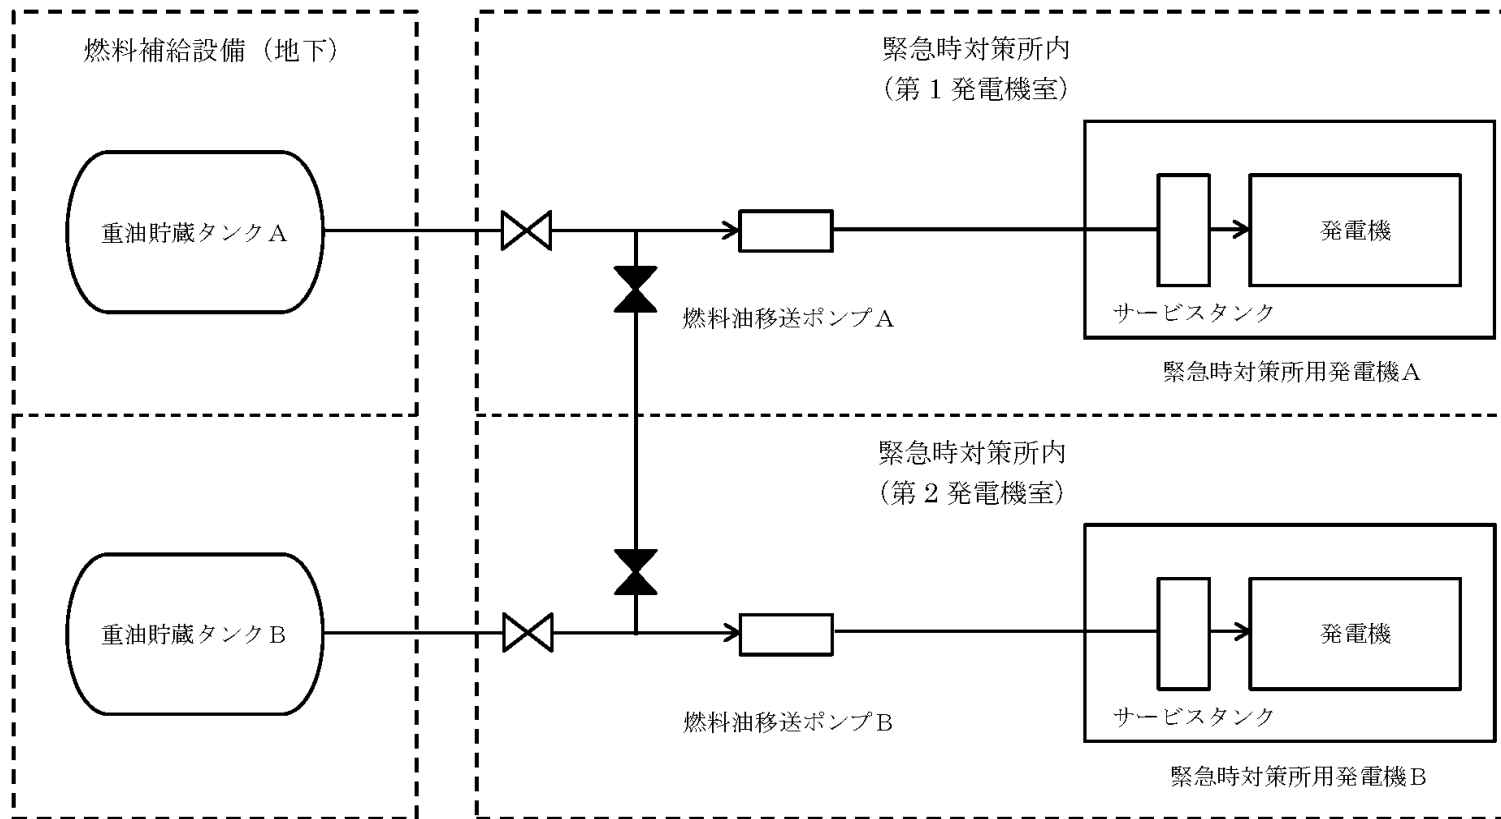 燃料補給設備（地下）
緊急時対策所内
（第１発電機室）
重油貯蔵タンクＡ
発電機
サービスタンク
燃料油移送ポンプＡ
緊急時対策所用発電機Ａ
緊急時対策所内
（第２発電機室）
重油貯蔵タンクＢ
発電機
サービスタンク
燃料油移送ポンプＢ
緊急時対策所用発電機Ｂ